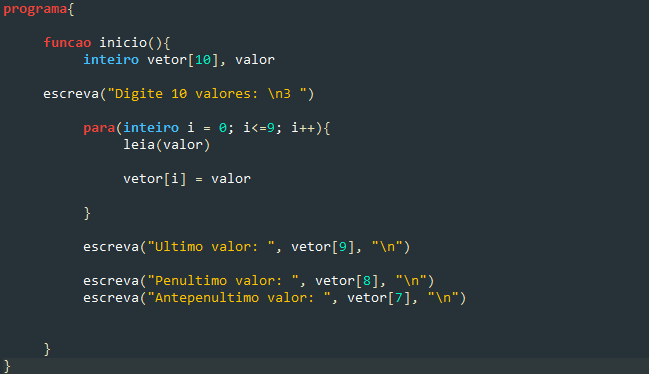 programa{
funcao inicio(){
inteiro vetor[10], valor
escreva("Digite 10 valores: \n3 ")
para(inteiro i = 0; i<=9; i++){
leia(valor)
vetor[i] = valor
}
escreva("Ultimo valor: ", vetor[9], "\n")
escreva("Penultimo valor: ", vetor[8], "\n")
escreva("Antepenultimo valor: ", vetor[7], "\n")
}
}